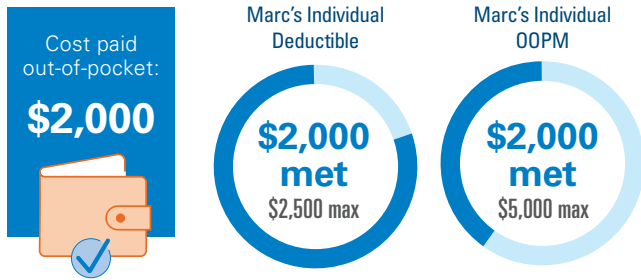 Cost paid
out-of-pocket:
$2,000
Marc’s Individual
Deductible
$2,000
met
$2,500 max
Marc’s Individual
OOPM
$2,000
met
$5,000 max